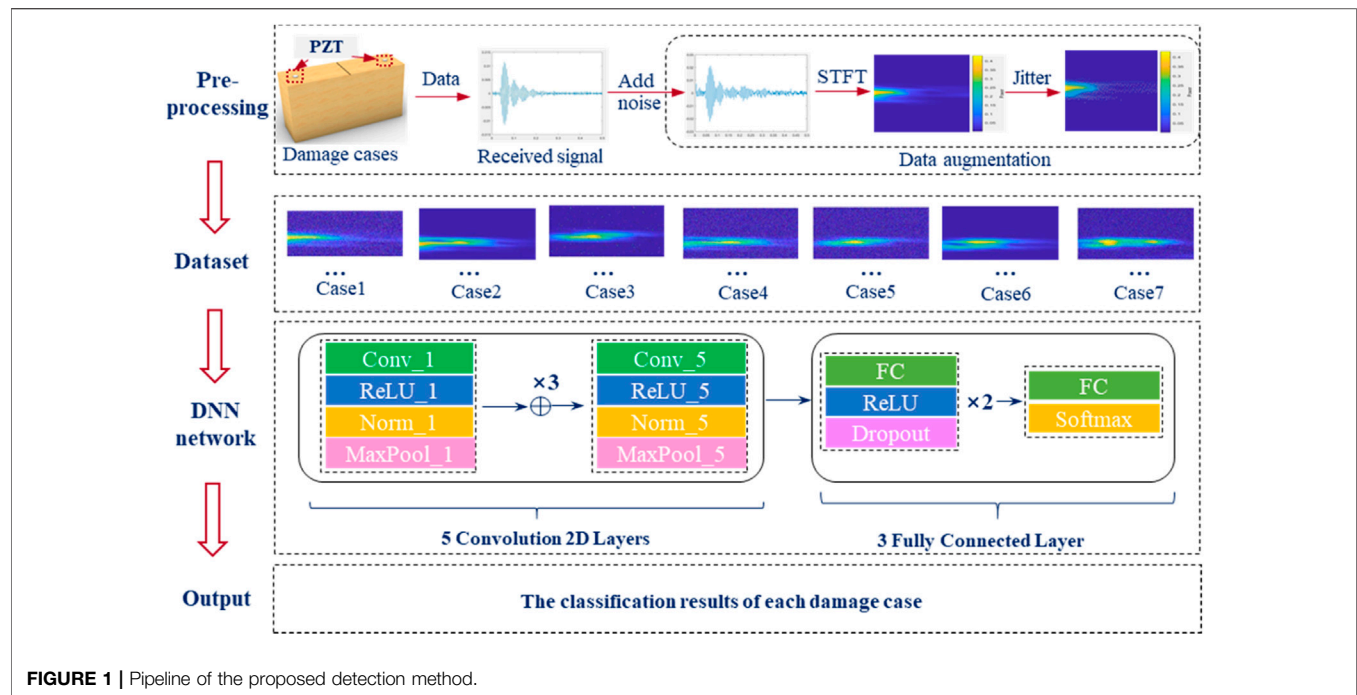 PZT
Pre-
processing
Data
Add
noise
STFT
Jitter
Damage cases
Received signal
Data augmentation
Dataset
... ... ... ... ... ... ...
Case1 Case2 Case3 Case4 Case5 Case6 Case7
DNN
network
Conv_1
ReLU_1
Norm_1
MaxPool_1
×3
Conv_5
ReLU_5
Norm_5
MaxPool_5
FC
ReLU
Dropout
×2
FC
Softmax
5 Convolution 2D Layers
3 Fully Connected Layer
Output
The classification results of each damage case
FIGURE 1 | Pipeline of the proposed detection method.